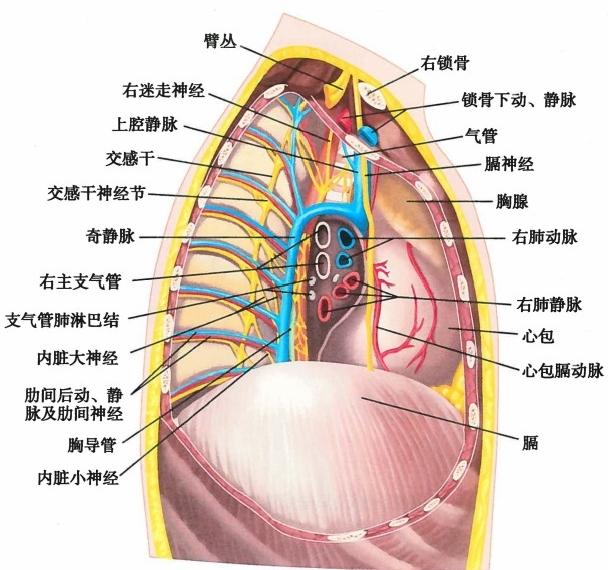 臂丛
右迷走神经
上腔静脉
交感干
交感干神经节
奇静脉
右主支气管
支气管肺淋巴结
内脏大神经
肋间后动、静
脉及肋间神经
胸导管
内脏小神经
右锁骨
锁骨下动、静脉
气管
膈神经
胸腺
右肺动脉
右肺静脉
心包
心包膈动脉
膈